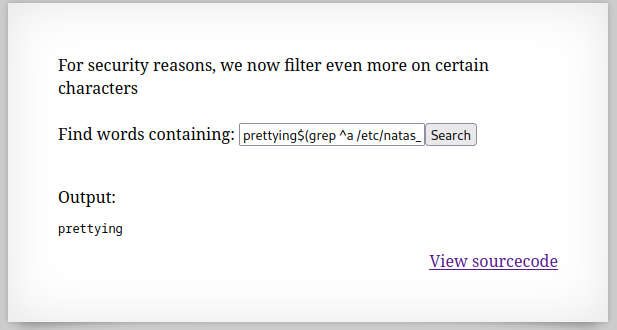 For security reasons, we now filter even more on certain
characters
Find words containing: prettying$(grep ^a /etc/natas_ Search
Output:
prettying
View sourcecode